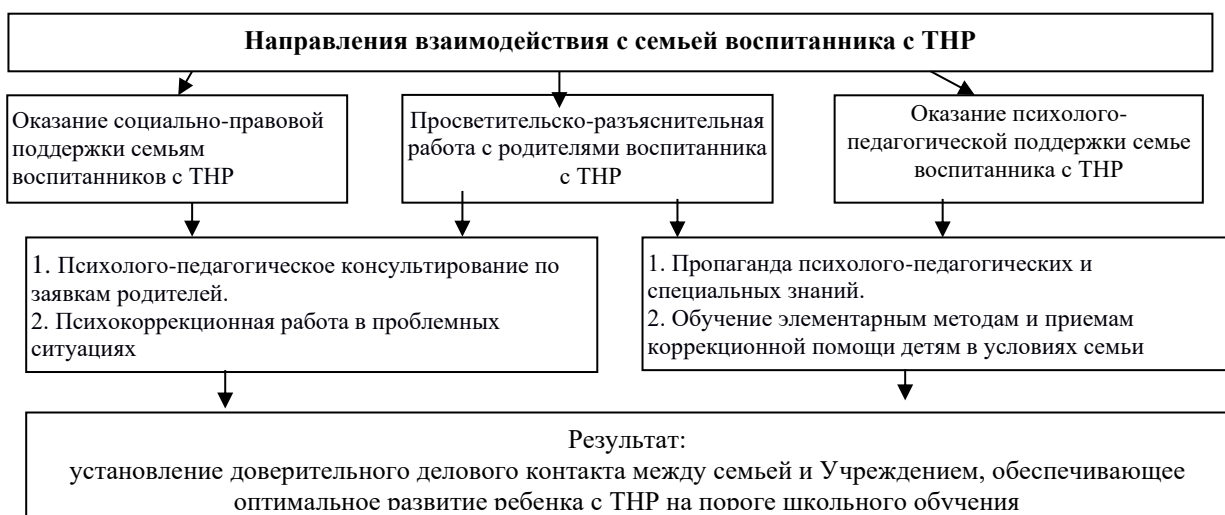 Направления взаимодействия с семьей воспитанника с ТНР
Оказание социально-правовой
поддержки семьям
воспитанников с ТНР
Просветительско-разъяснительная
работа с родителями воспитанника
с ТНР
Оказание психолого-
педагогической поддержки семье
воспитанника с ТНР
1. Психолого-педагогическое консультирование по
заявкам родителей.
2. Психокоррекционная работа в проблемных
ситуациях
1. Пропаганда психолого-педагогических и
специальных знаний.
2. Обучение элементарным методам и приемам
коррекционной помощи детям в условиях семьи
Результат:
установление доверительного делового контакта между семьей и Учреждением, обеспечивающее
оптимальное развитие ребенка с ТНР на пороге школьного обучения